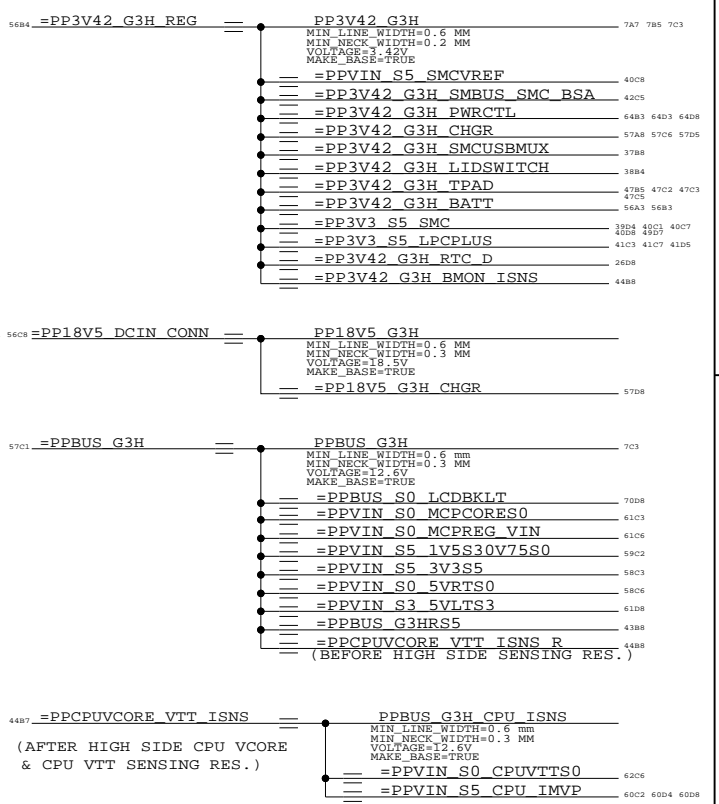 56B4 =PP3V42_G3H_REG PP3V42_G3H 7A7 7B5 7C3
MIN_LINE_WIDTH=0.6 MM
MIN_NECK_WIDTH=0.2 MM
VOLTAGE=3.42V
MAKE_BASE=TRUE
=PPVIN_S5_SMCVREF 40C8
=PP3V42_G3H_SMBUS_SMC_BSA 42C5
=PP3V42_G3H_PWRCTL 64B3 64D3 64D8
=PP3V42_G3H_CHGR 57A8 57C6 57D5
=PP3V42_G3H_SMCUSBMUX 37B8
=PP3V42_G3H_LIDSWITCH 38B4
=PP3V42_G3H_TPAD 47B5 47C2 47C3
47C5
=PP3V42_G3H_BATT 56A3 56B3
=PP3V3_S5_SMC 39D4 40C1 40C7
40D8 49D7
=PP3V3_S5_LPCPLUS 41C3 41C7 41D5
=PP3V42_G3H_RTC_D 26D8
=PP3V42_G3H_BMON_ISNS 44B8
56C8 =PP18V5_DCIN_CONN PP18V5_G3H
MIN_LINE_WIDTH=0.6 MM
MIN_NECK_WIDTH=0.3 MM
VOLTAGE=18.5V
MAKE_BASE=TRUE
=PP18V5_G3H_CHGR 57D8
57C1 =PPBUS_G3H PPBUS_G3H 7C3
MIN_LINE_WIDTH=0.6 mm
MIN_NECK_WIDTH=0.3 MM
VOLTAGE=12.6V
MAKE_BASE=TRUE
=PPBUS_S0_LCDBKLT 70D8
=PPVIN_S0_MCPCORES0 61C3
=PPVIN_S0_MCPREG_VIN 61C6
=PPVIN_S5_1V5S30V75S0 59C2
=PPVIN_S5_3V3S5 58C3
=PPVIN_S0_5VRTS0 58C6
=PPVIN_S3_5VLTS3 61D8
=PPBUS_G3HRS5 43B8
=PPCPUVCORE_VTT_ISNS_R 44B8
(BEFORE HIGH SIDE SENSING RES.)
44B7 =PPCPUVCORE_VTT_ISNS PPBUS_G3H_CPU_ISNS
MIN_LINE_WIDTH=0.6 mm
MIN_NECK_WIDTH=0.3 MM
VOLTAGE=12.6V
MAKE_BASE=TRUE
(AFTER HIGH SIDE CPU VCORE
& CPU VTT SENSING RES.)
=PPVIN_S0_CPUVTTS0 62C6
=PPVIN_S5_CPU_IMVP 60C2 60D4 60D8